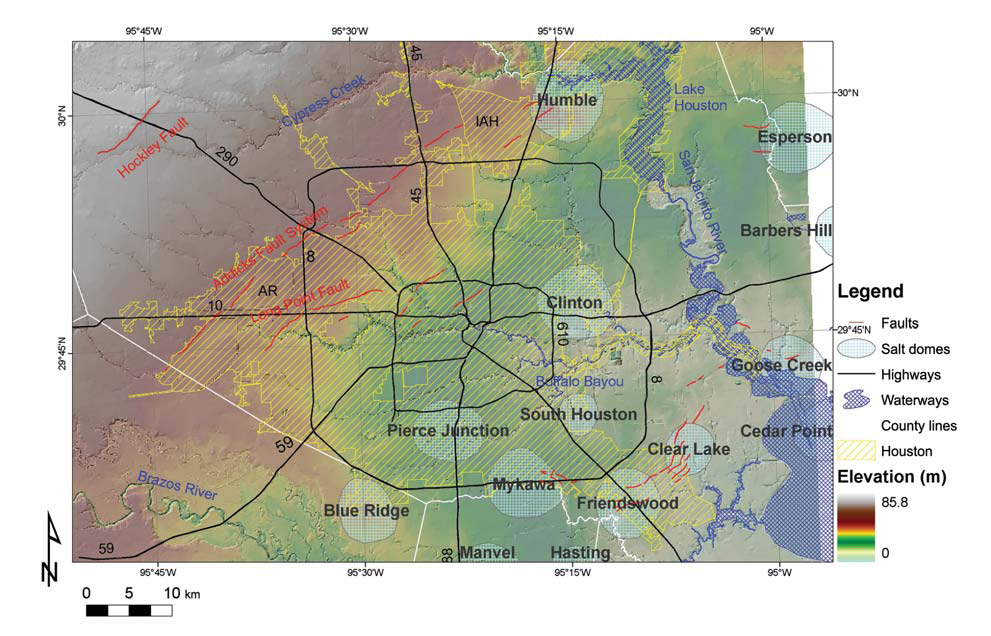 95°45'W 95°30'W 95°15'W 95°W
30°N
29°45'N
30°N
29°45'N
45
Cypress Creek
IAH
Humble
Lake
Houston
Esperson
Hockley Fault
290
45
San Jacinto River
Barbers Hill
Addicks Fault System
8
AR
Long Point Fault
10
Clinton
610
Goose Creek
Buffalo Bayou
8
South Houston
Pierce Junction
Cedar Point
Clear Lake
59
Mykawa
Brazos River
Friendswood
Blue Ridge
59
Manvel
Hasting
95°45'W 95°30'W 95°15'W 95°W
N
0 5 10 km
Legend
Faults
Salt domes
Highways
Waterways
County lines
Houston
Elevation (m)
85.8
0